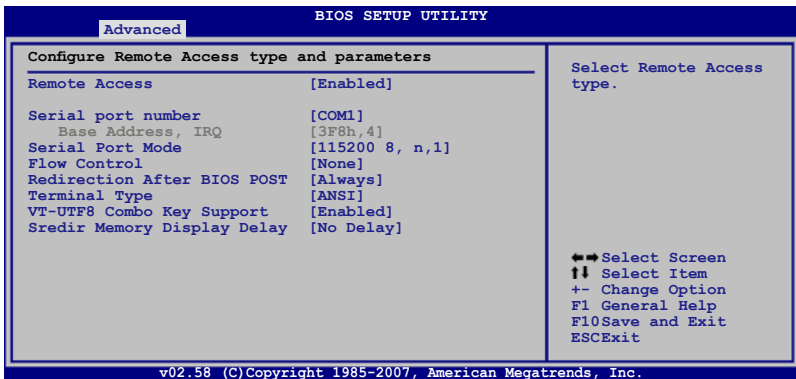 BIOS SETUP UTILITY
Advanced
Configure Remote Access type and parameters
Remote Access [Enabled]
Serial port number [COM1]
Base Address, IRQ [3F8h,4]
Serial Port Mode [115200 8, n,1]
Flow Control [None]
Redirection After BIOS POST [Always]
Terminal Type [ANSI]
VT-UTF8 Combo Key Support [Enabled]
Sredir Memory Display Delay [No Delay]
Select Remote Access
type.
Select Screen
Select Item
+- Change Option
F1 General Help
F10Save and Exit
ESCExit
v02.58 (C)Copyright 1985-2007, American Megatrends, Inc.